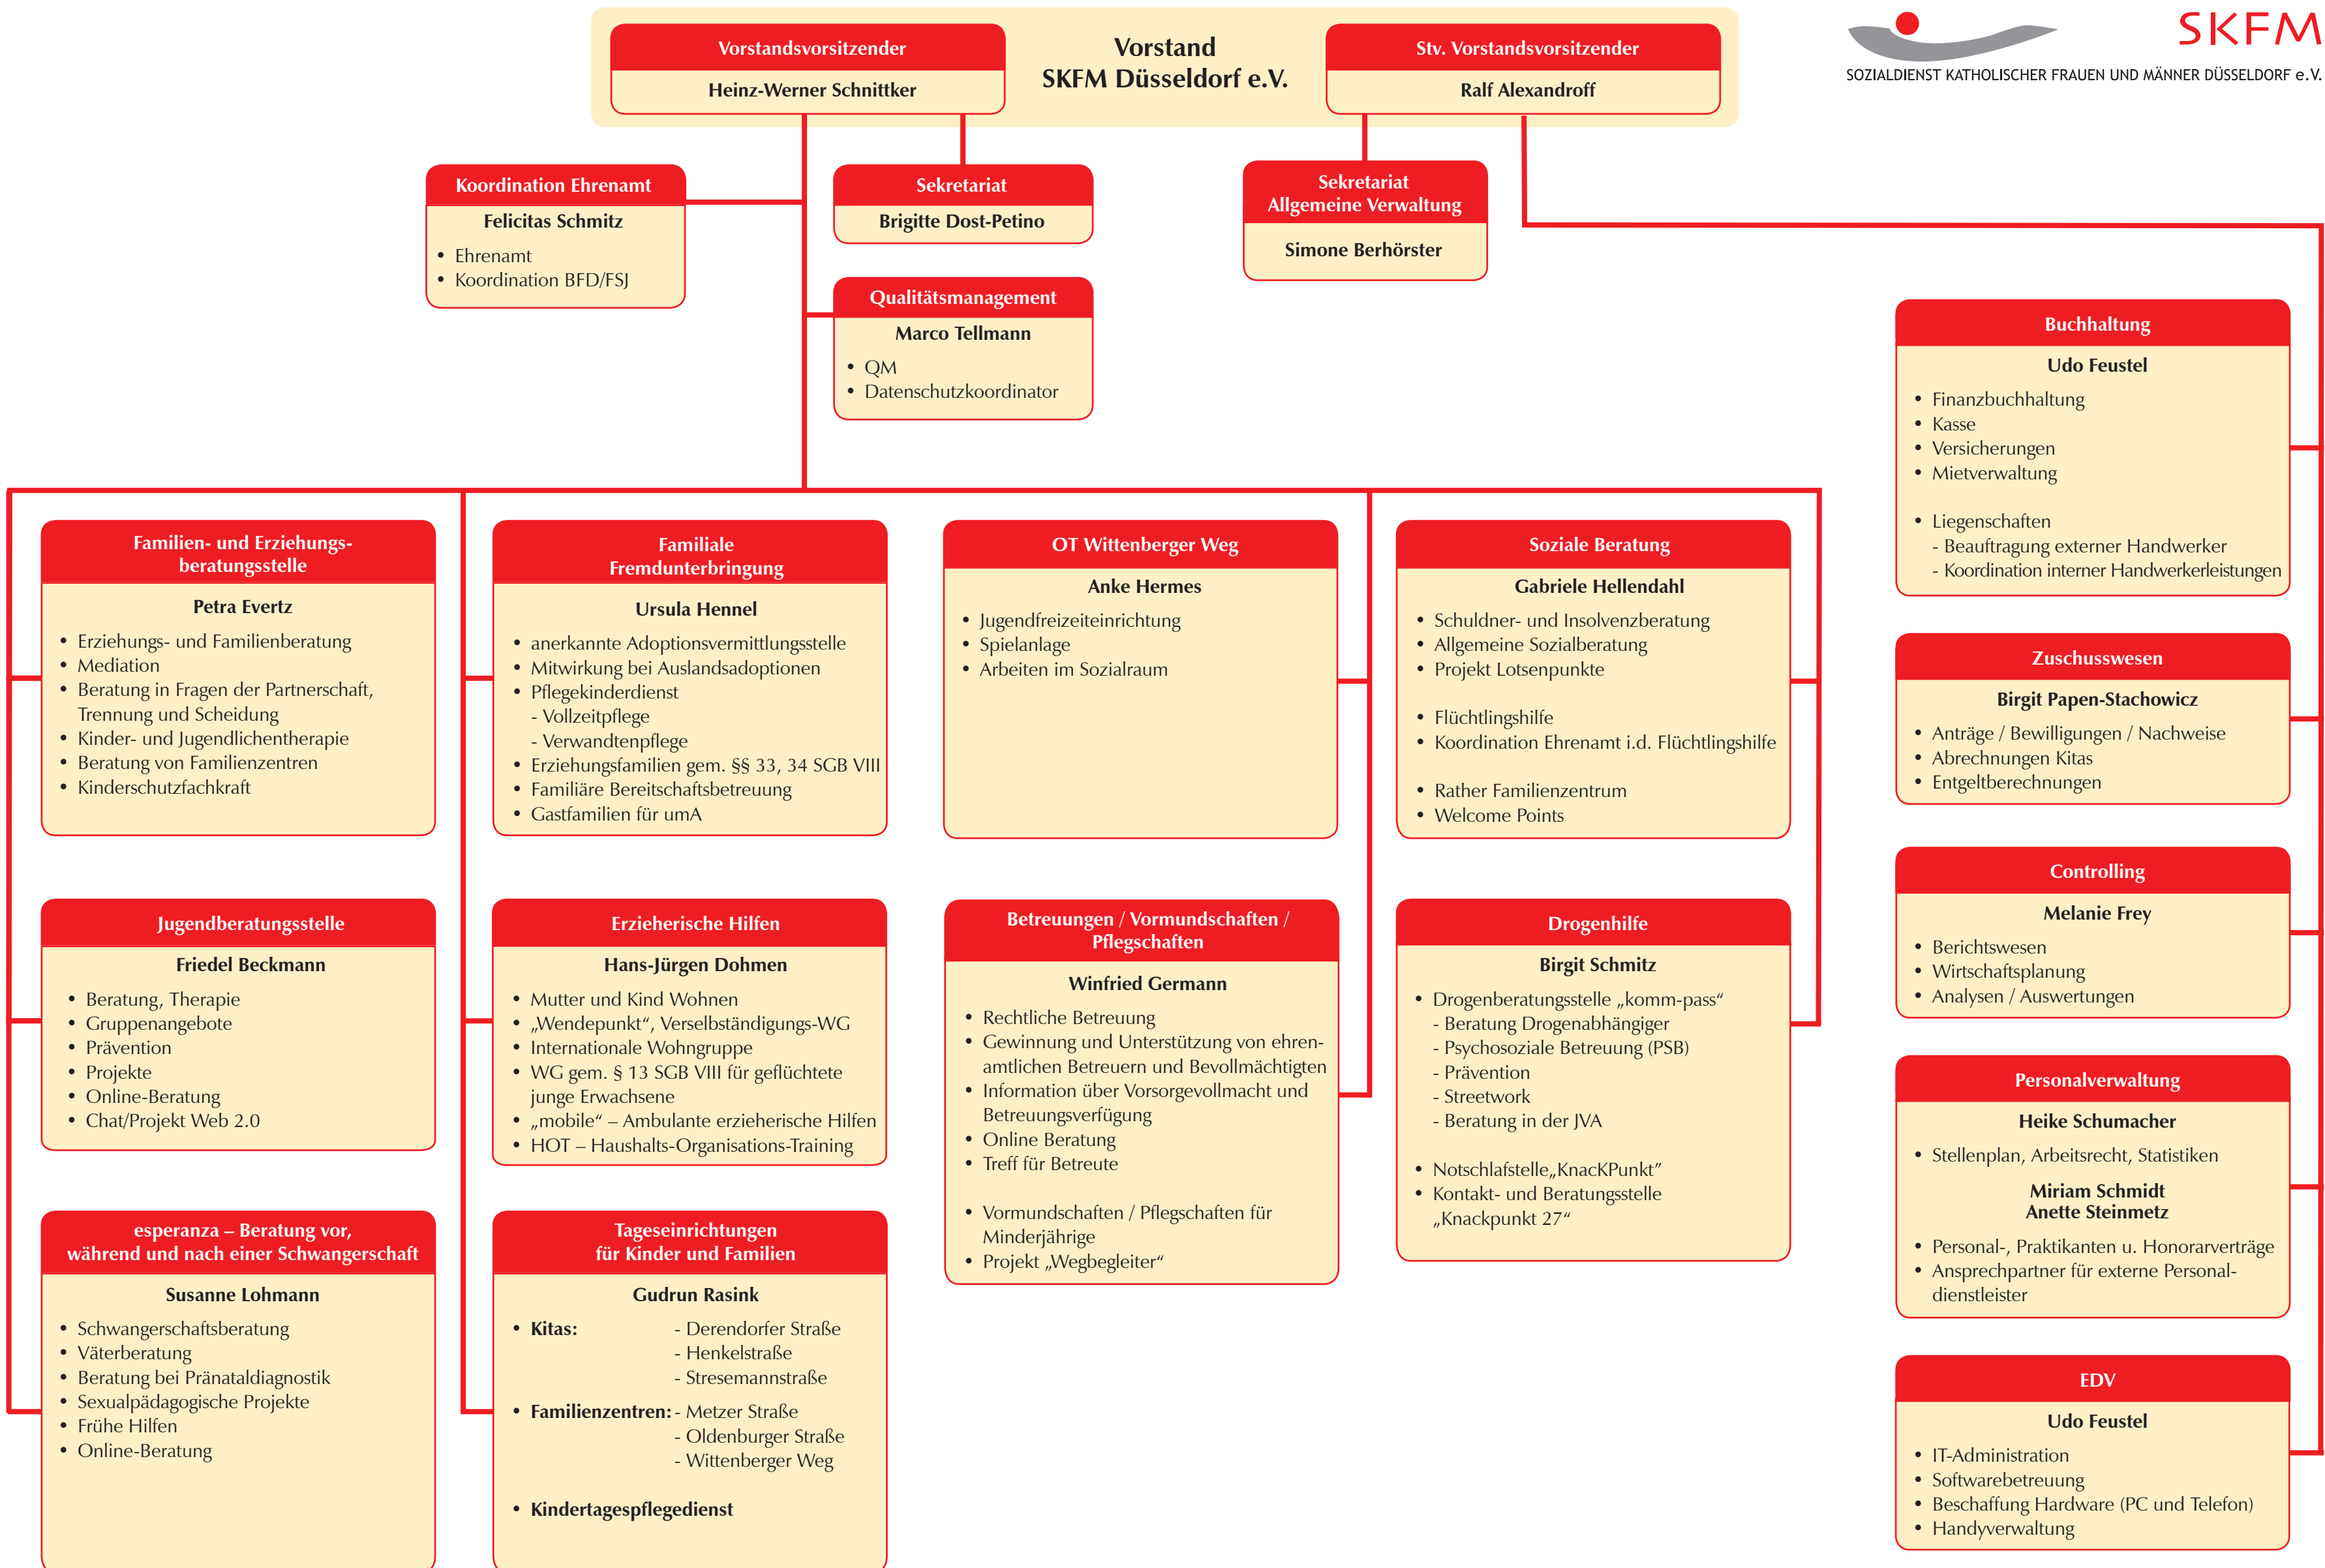 Vorstandsvorsitzender
Heinz-Werner Schnittker
Vorstand
SKFM Düsseldorf e.V.
Stv. Vorstandsvorsitzender
Ralf Alexandroff
SKFM
SOZIALDIENST KATHOLISCHER FRAUEN UND MÄNNER DÜSSELDORF e.V.
Koordination Ehrenamt
Felicitas Schmitz
• Ehrenamt
• Koordination BFD/FSJ
Sekretariat
Brigitte Dost-Petino
Sekretariat
Allgemeine Verwaltung
Simone Berhörster
Qualitätsmanagement
Marco Tellmann
• QM
• Datenschutzkoordinator
Familien- und Erziehungs-
beratungsstelle
Petra Evertz
• Erziehungs- und Familienberatung
• Mediation
• Beratung in Fragen der Partnerschaft,
Trennung und Scheidung
• Kinder- und Jugendlichentherapie
• Beratung von Familienzentren
• Kinderschutzfachkraft
Familiale
Fremdunterbringung
Ursula Hennel
• anerkannte Adoptionsvermittlungsstelle
• Mitwirkung bei Auslandsadoptionen
• Pflegekinderdienst
- Vollzeitpflege
- Verwandtenpflege
• Erziehungsfamilien gem. §§ 33, 34 SGB VIII
• Familiäre Bereitschaftsbetreuung
• Gastfamilien für umA
OT Wittenberger Weg
Anke Hermes
• Jugendfreizeiteinrichtung
• Spielanlage
• Arbeiten im Sozialraum
Soziale Beratung
Gabriele Hellendahl
• Schuldner- und Insolvenzberatung
• Allgemeine Sozialberatung
• Projekt Lotsenpunkte
• Flüchtlingshilfe
• Koordination Ehrenamt i.d. Flüchtlingshilfe
• Rather Familienzentrum
• Welcome Points
Jugendberatungsstelle
Friedel Beckmann
• Beratung, Therapie
• Gruppenangebote
• Prävention
• Projekte
• Online-Beratung
• Chat/Projekt Web 2.0
Erzieherische Hilfen
Hans-Jürgen Dohmen
• Mutter und Kind Wohnen
• „Wendepunkt“, Verselbständigungs-WG
• Internationale Wohngruppe
• WG gem. § 13 SGB VIII für geflüchtete
junge Erwachsene
• „mobile“ – Ambulante erzieherische Hilfen
• HOT – Haushalts-Organisations-Training
Betreuungen / Vormundschaften /
Pflegschaften
Winfried Germann
• Rechtliche Betreuung
• Gewinnung und Unterstützung von ehren-
amtlichen Betreuern und Bevollmächtigten
• Information über Vorsorgevollmacht und
Betreuungsverfügung
• Online Beratung
• Treff für Betreute
• Vormundschaften / Pflegschaften für
Minderjährige
• Projekt „Wegbegleiter“
Drogenhilfe
Birgit Schmitz
• Drogenberatungsstelle „komm-pass“
- Beratung Drogenabhängiger
- Psychosoziale Betreuung (PSB)
- Prävention
- Streetwork
- Beratung in der JVA
• Notschlafstelle„KnacKPunkt”
• Kontakt- und Beratungsstelle
„Knackpunkt 27“
esperanza – Beratung vor,
während und nach einer Schwangerschaft
Susanne Lohmann
• Schwangerschaftsberatung
• Väterberatung
• Beratung bei Pränataldiagnostik
• Sexualpädagogische Projekte
• Frühe Hilfen
• Online-Beratung
Tageseinrichtungen
für Kinder und Familien
Gudrun Rasink
• Kitas: - Derendorfer Straße
- Henkelstraße
- Stresemannstraße
• Familienzentren: - Metzer Straße
- Oldenburger Straße
- Wittenberger Weg
• Kindertagespflegedienst
Buchhaltung
Udo Feustel
• Finanzbuchhaltung
• Kasse
• Versicherungen
• Mietverwaltung
• Liegenschaften
- Beauftragung externer Handwerker
- Koordination interner Handwerkerleistungen
Zuschusswesen
Birgit Papen-Stachowicz
• Anträge / Bewilligungen / Nachweise
• Abrechnungen Kitas
• Entgeltberechnungen
Controlling
Melanie Frey
• Berichtswesen
• Wirtschaftsplanung
• Analysen / Auswertungen
Personalverwaltung
Heike Schumacher
• Stellenplan, Arbeitsrecht, Statistiken
Miriam Schmidt
Anette Steinmetz
• Personal-, Praktikanten u. Honorarverträge
• Ansprechpartner für externe Personal-
dienstleister
EDV
Udo Feustel
• IT-Administration
• Softwarebetreuung
• Beschaffung Hardware (PC und Telefon)
• Handyverwaltung